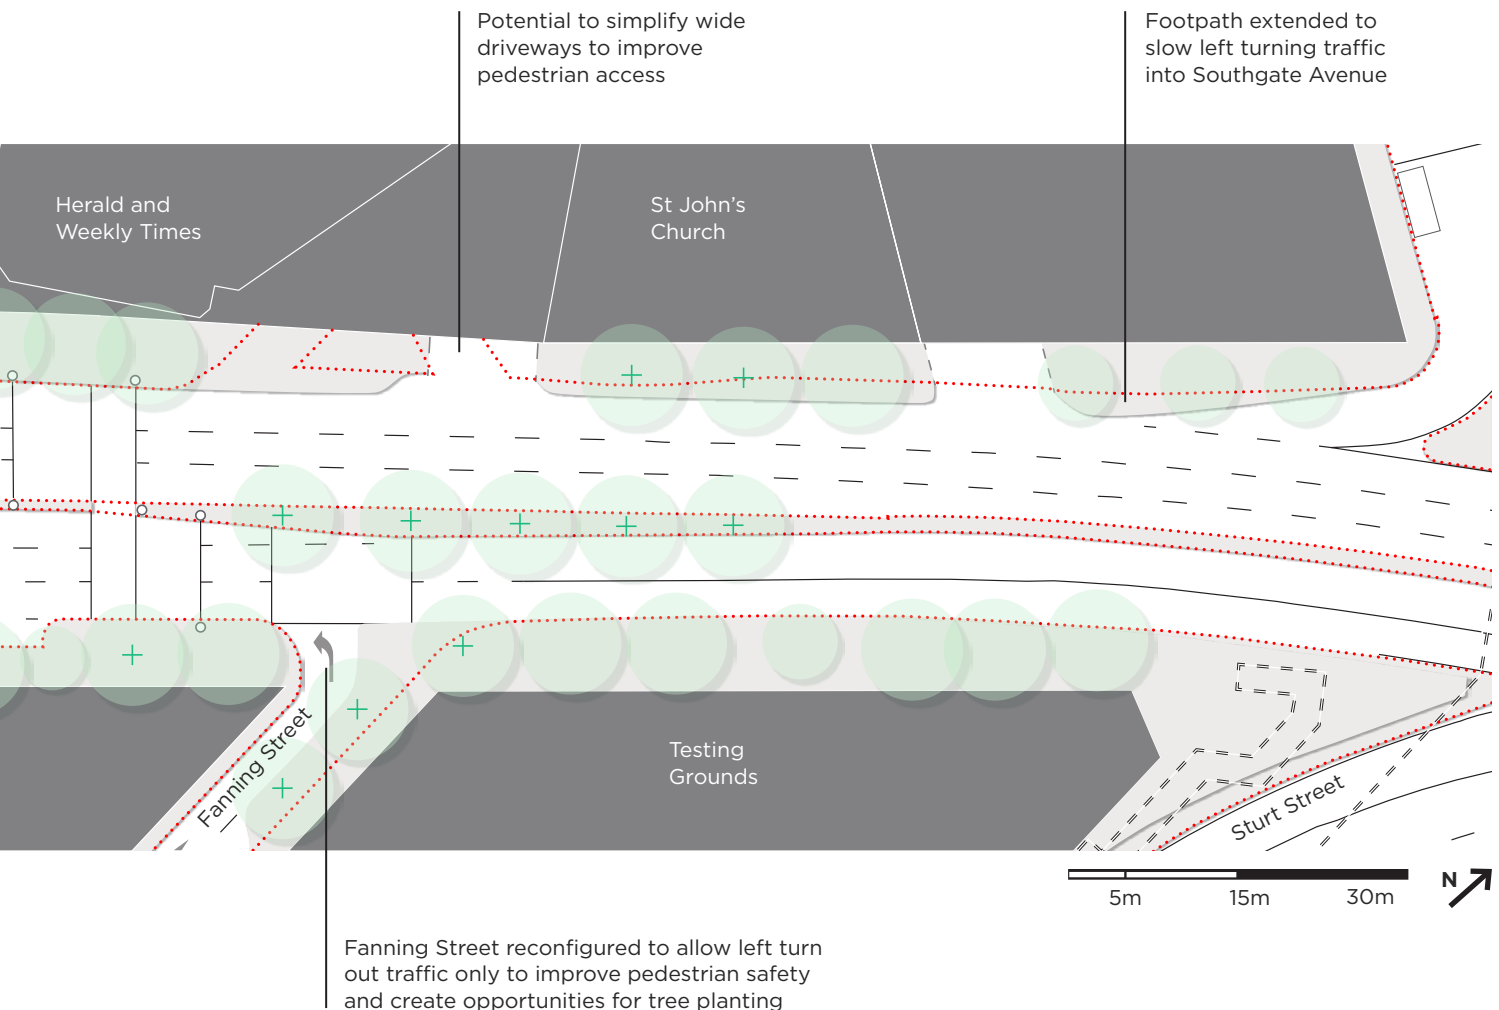 Potential to simplify wide
driveways to improve
pedestrian access
Footpath extended to
slow left turning traffic
into Southgate Avenue
Herald and
Weekly Times
St John’s
Church
Testing
Grounds
Fanning Street
Sturt Street
5m
15m
30m
N
Fanning Street reconfigured to allow left turn
out traffic only to improve pedestrian safety
and create opportunities for tree planting